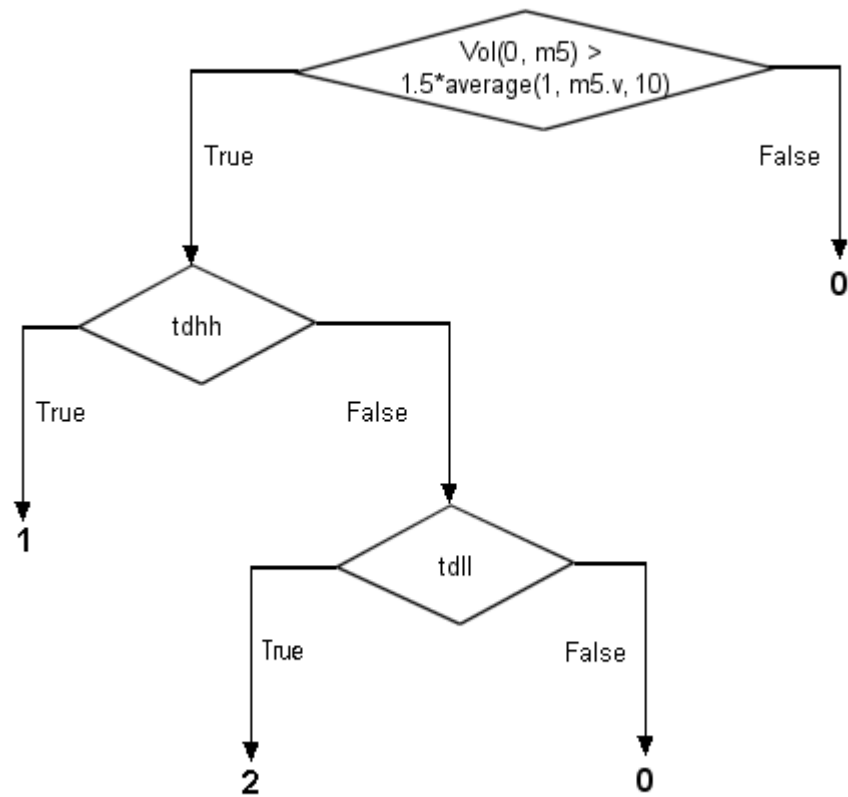 Vol(0, m5) >
1.5*average(1, m5.v, 10)
True
False
0
tdhh
True
False
1
tdll
True
False
2
0